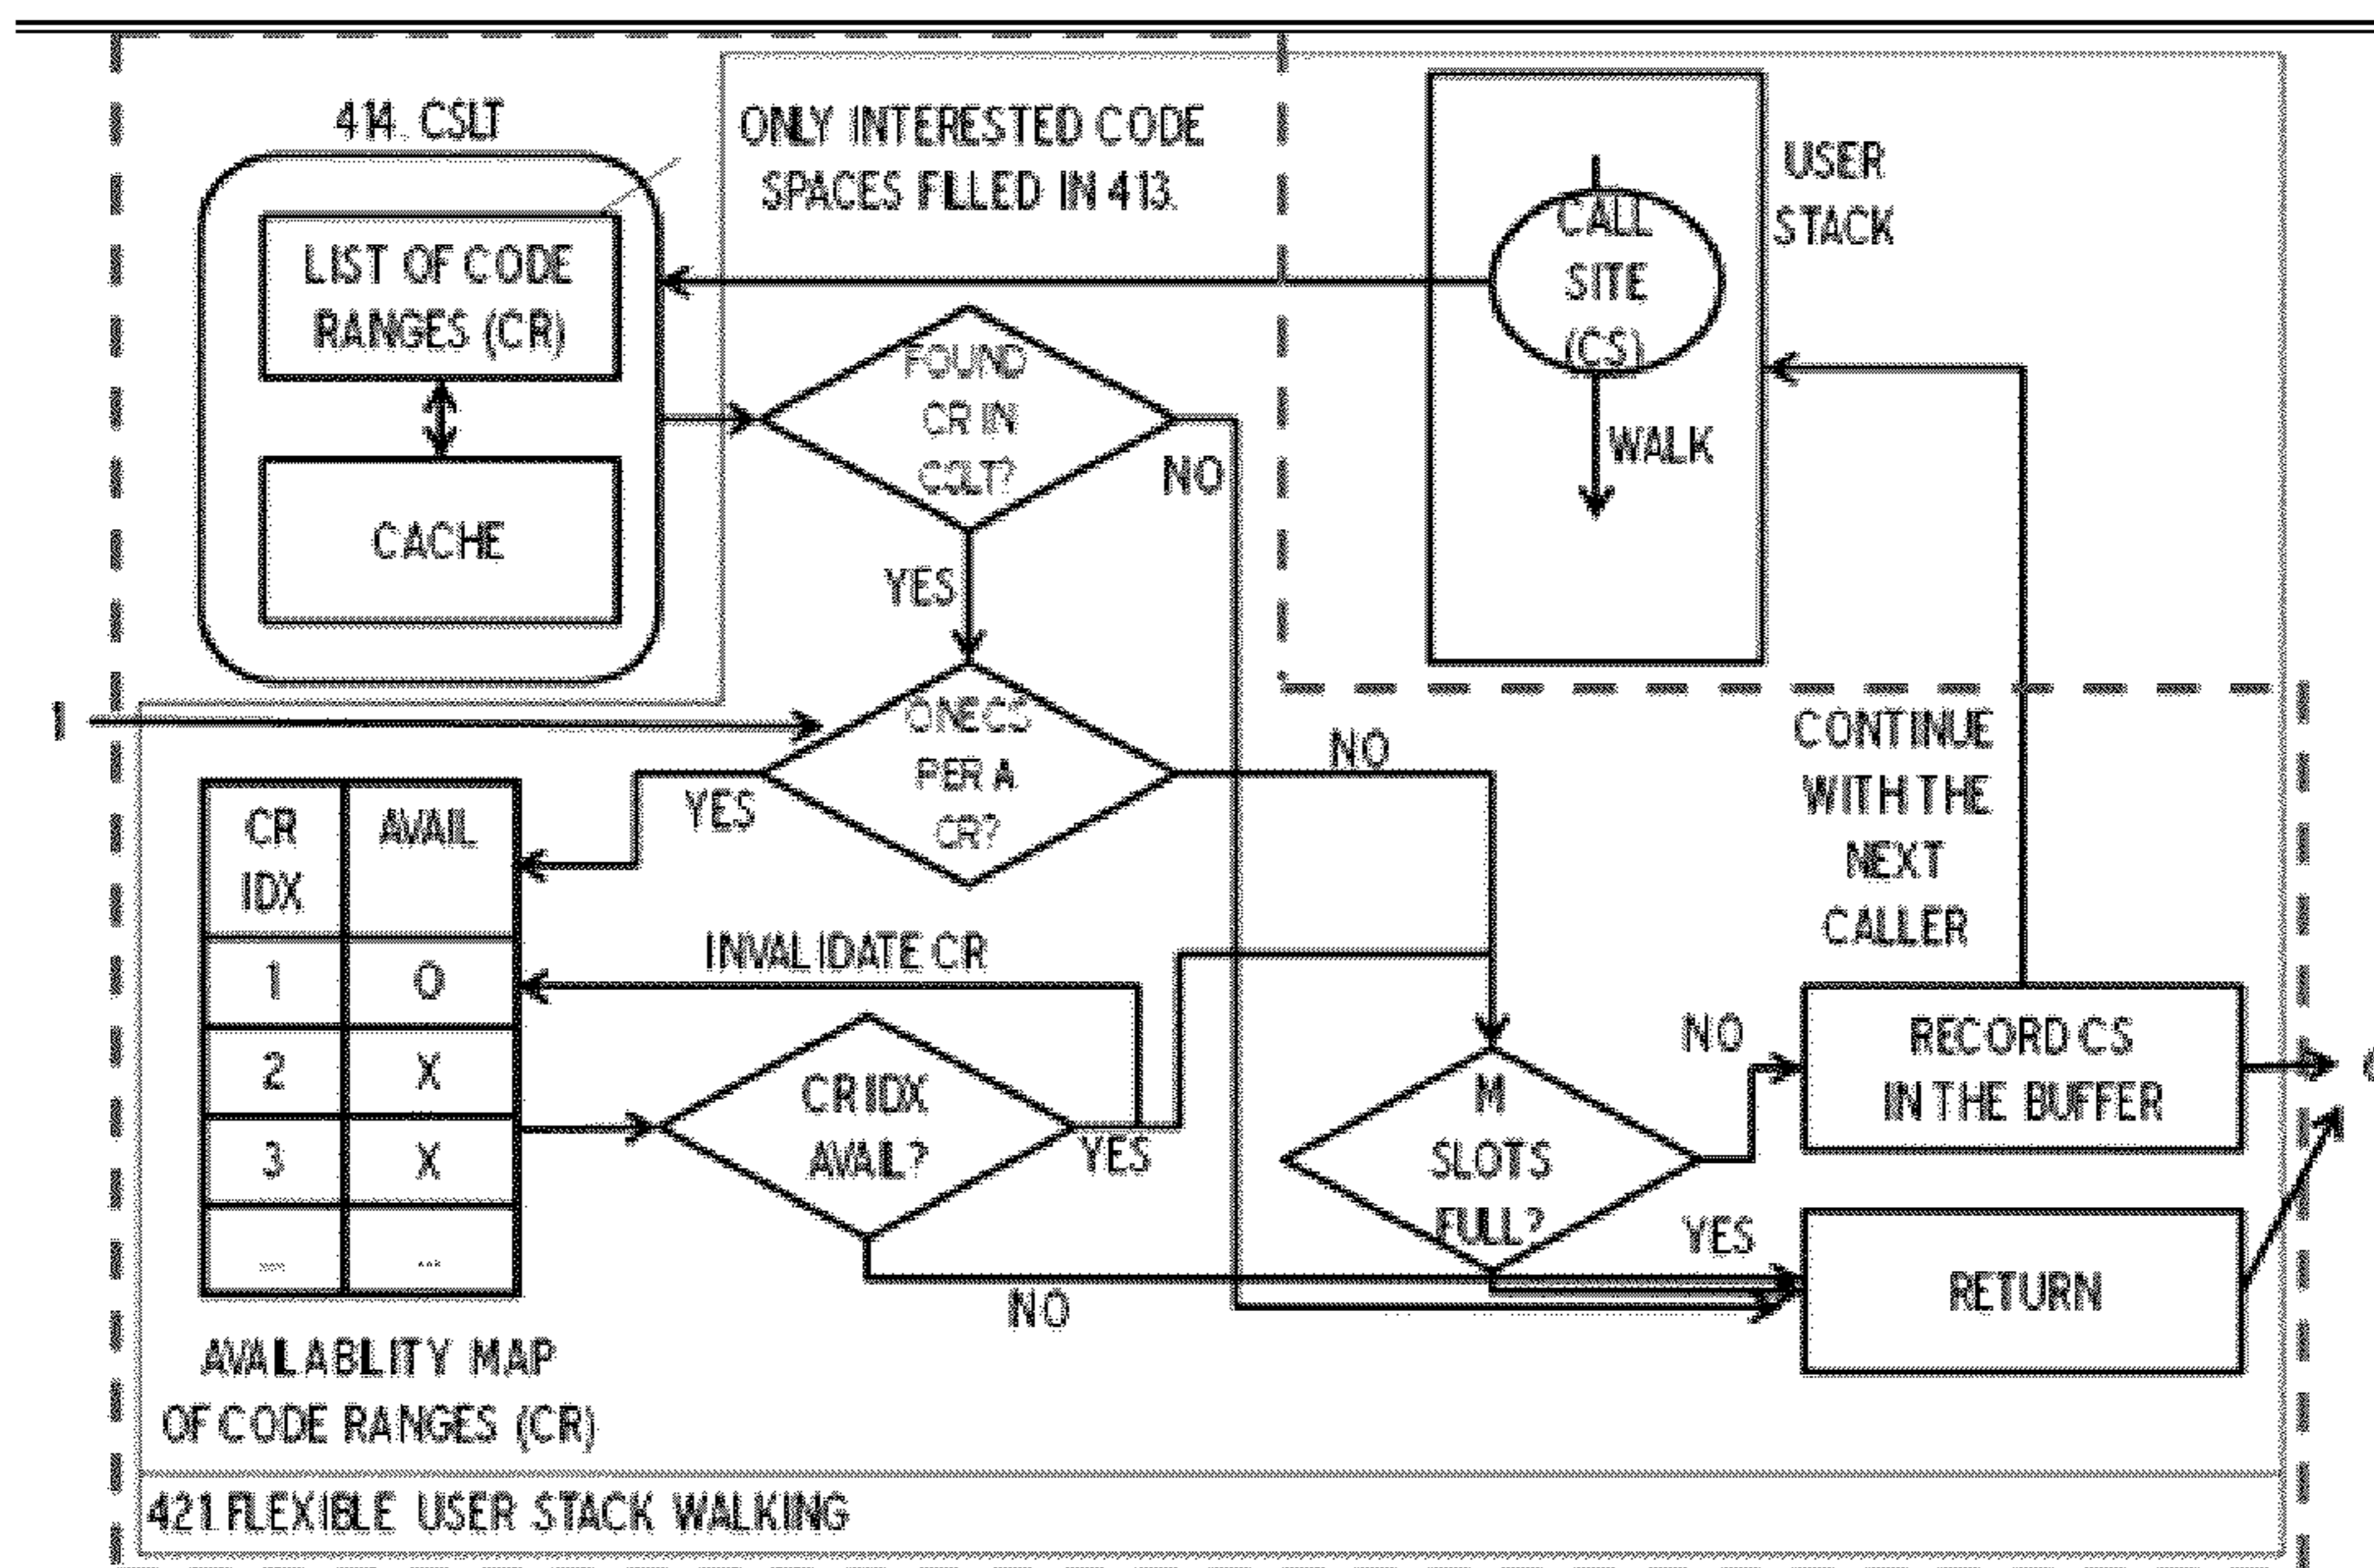 414 CSLT
LIST OF CODE
RANGES (CR)
CACHE
ONLY INTERESTED CODE
SPACES FILLED IN 413.
CALL
SITE
(CS)
WALK
USER
STACK
FOUND
CR IN
COLT?
NO
YES
1
ONE CS
PER A
CR?
YES
NO
CR
IDX
AVAIL
1 O
2 X
3 X
... ...
AVAILABLITY MAP
OF CODE RANGES (CR)
INVALIDATE CR
CR IDX
AVAIL?
YES
NO
M
SLOTS
FULL?
NO
YES
CONTINUE
WITH THE
NEXT
CALLER
RECORD CS
IN THE BUFFER
RETURN
421 FLEXIBLE USER STACK WALKING